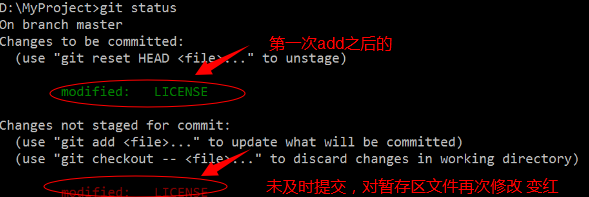 D:\MyProject>git status
On branch master
Changes to be committed:
第一次add之后的
(use "git reset HEAD <file>..." to unstage)
modified: LICENSE
Changes not staged for commit:
(use "git add <file>..." to update what will be committed)
(use "git checkout -- <file>..." to discard changes in working directory)
未及时提交，对暂存区文件再次修改 变红
modified: LICENSE